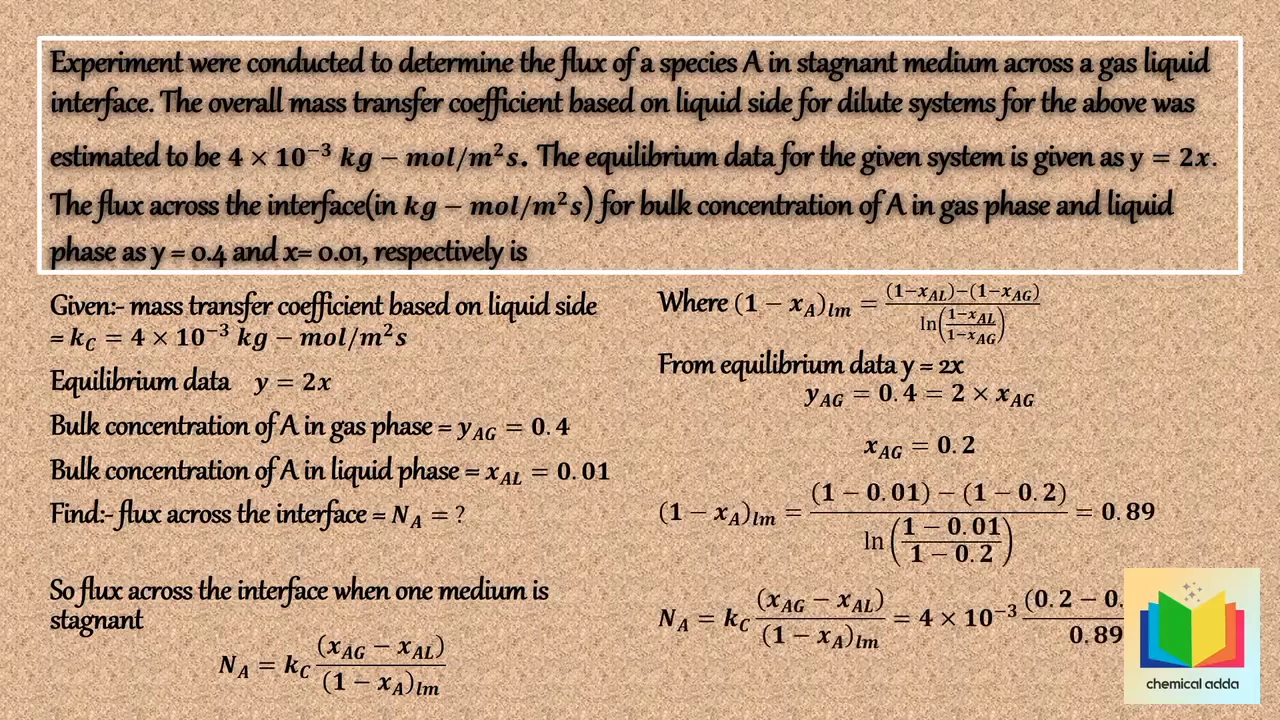 Experiment were conducted to determine the flux of a species A in stagnant medium across a gas liquid
interface. The overall mass transfer coefficient based on liquid side for dilute systems for the above was
estimated to be 4 × 10⁻³ kg − mol/m²s. The equilibrium data for the given system is given as y = 2x.
The flux across the interface(in kg − mol/m²s) for bulk concentration of A in gas phase and liquid
phase as y = 0.4 and x= 0.01, respectively is
Given:- mass transfer coefficient based on liquid side
= k_C = 4 × 10⁻³ kg − mol/m²s
Equilibrium data y = 2x
Bulk concentration of A in gas phase = y_AG = 0.4
Bulk concentration of A in liquid phase = x_AL = 0.01
Find:- flux across the interface = N_A = ?
So flux across the interface when one medium is
stagnant
N_A = k_C (x_AG − x_AL) / (1 − x_A)_lm
Where (1 − x_A)_lm = ((1−x_AL)−(1−x_AG)) / ln((1−x_AL)/(1−x_AG))
From equilibrium data y = 2x
y_AG = 0.4 = 2 × x_AG
x_AG = 0.2
(1 − x_A)_lm = ((1 − 0.01) − (1 − 0.2)) / ln((1 − 0.01)/(1 − 0.2)) = 0.89
N_A = k_C (x_AG − x_AL) / (1 − x_A)_lm = 4 × 10⁻³ (0.2 − 0. / 0.89
chemical adda